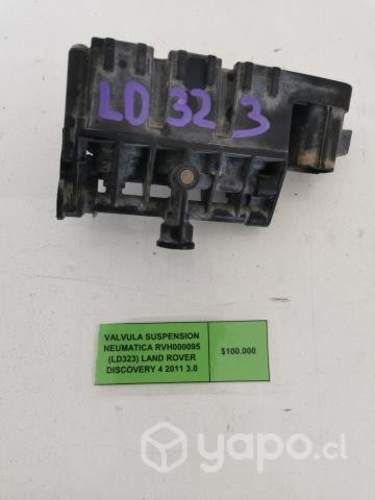 LD 32 3
VALVULA SUSPENSION
NEUMATICA RVH000095
(LD323) LAND ROVER
DISCOVERY 4 2011 3.0
$100.000
yapo.cl